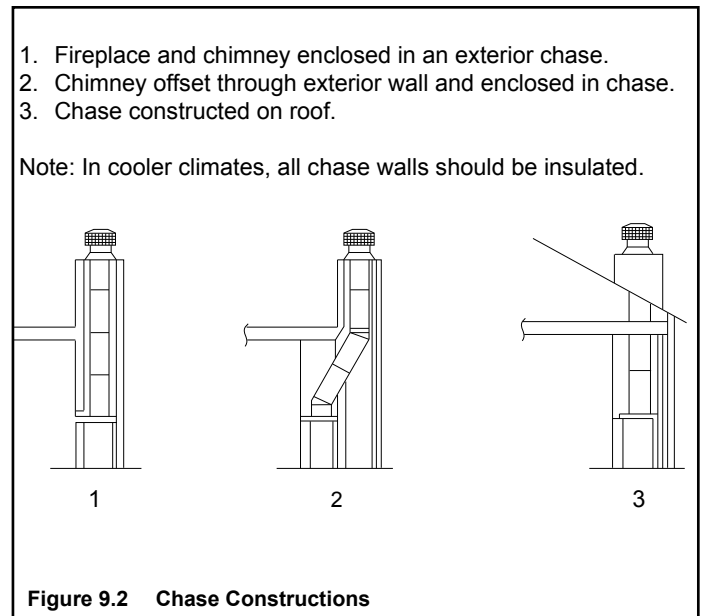 1. Fireplace and chimney enclosed in an exterior chase.
2. Chimney offset through exterior wall and enclosed in chase.
3. Chase constructed on roof.
Note: In cooler climates, all chase walls should be insulated.
1 2 3
Figure 9.2 Chase Constructions